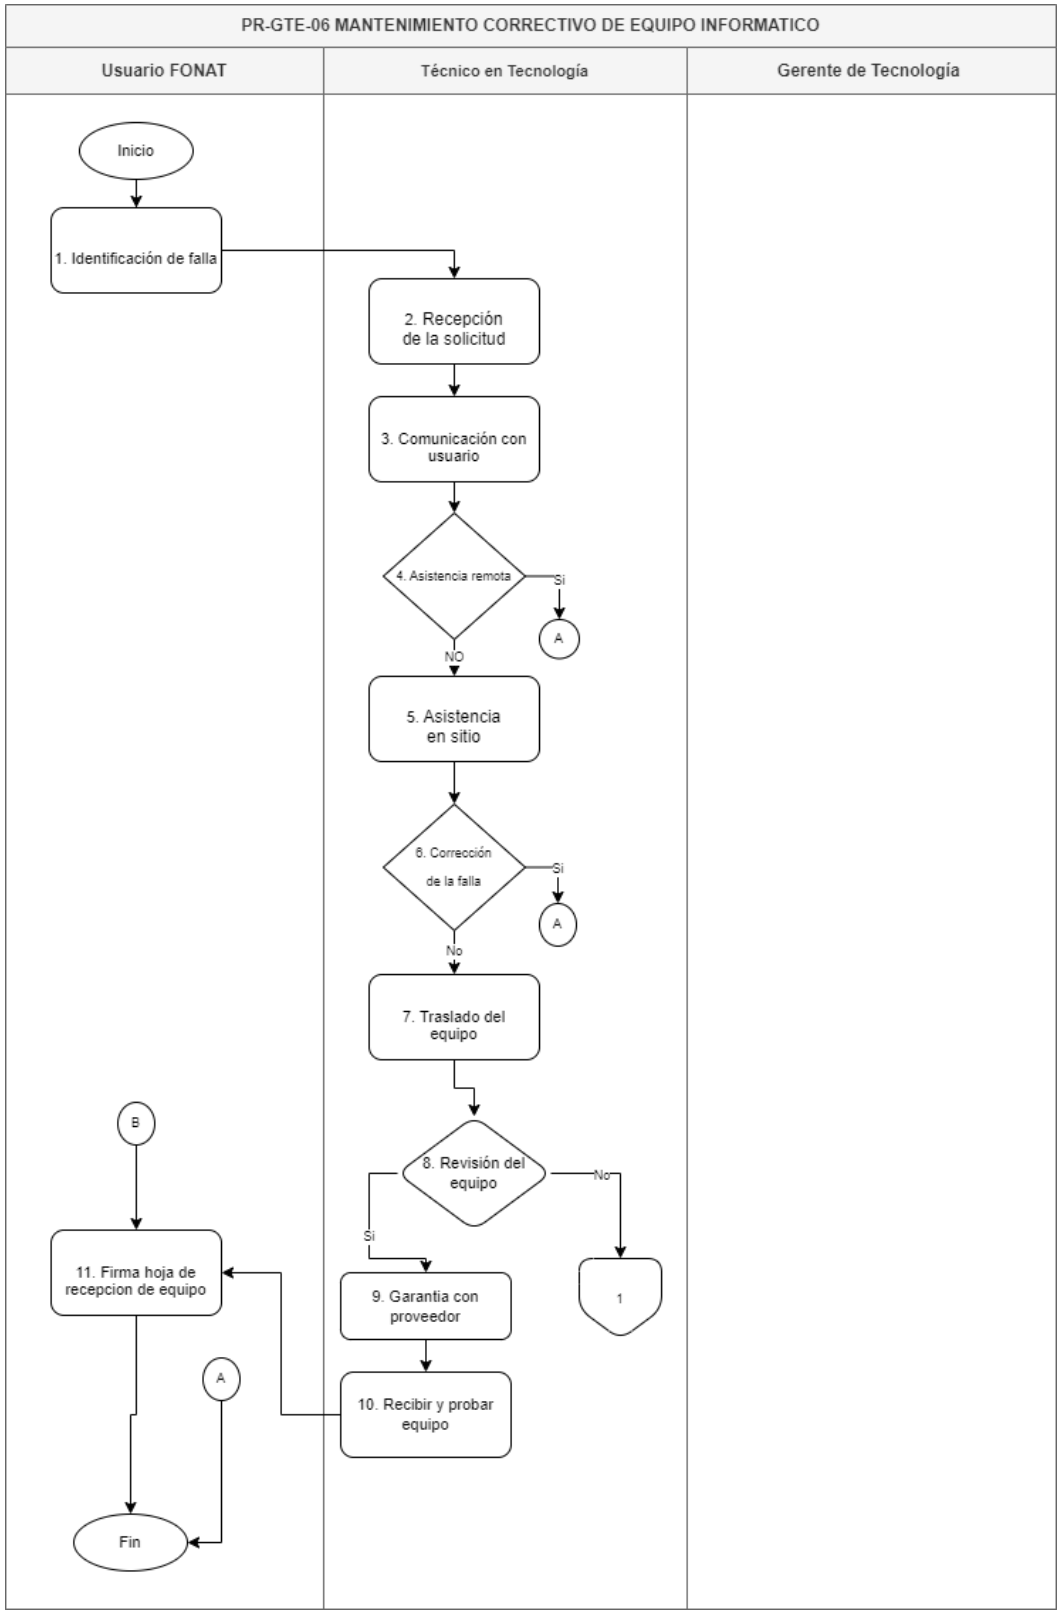 PR-GTE-06 MANTENIMIENTO CORRECTIVO DE EQUIPO INFORMATICO
Usuario FONAT
Técnico en Tecnología
Gerente de Tecnología
Inicio
1. Identificación de falla
2. Recepción
de la solicitud
3. Comunicación con
usuario
4. Asistencia remota
Si
A
NO
5. Asistencia
en sitio
6. Corrección
de la falla
Si
A
No
7. Traslado del
equipo
B
8. Revisión del
equipo
No
Si
11. Firma hoja de
recepcion de equipo
9. Garantia con
proveedor
1
A
10. Recibir y probar
equipo
Fin